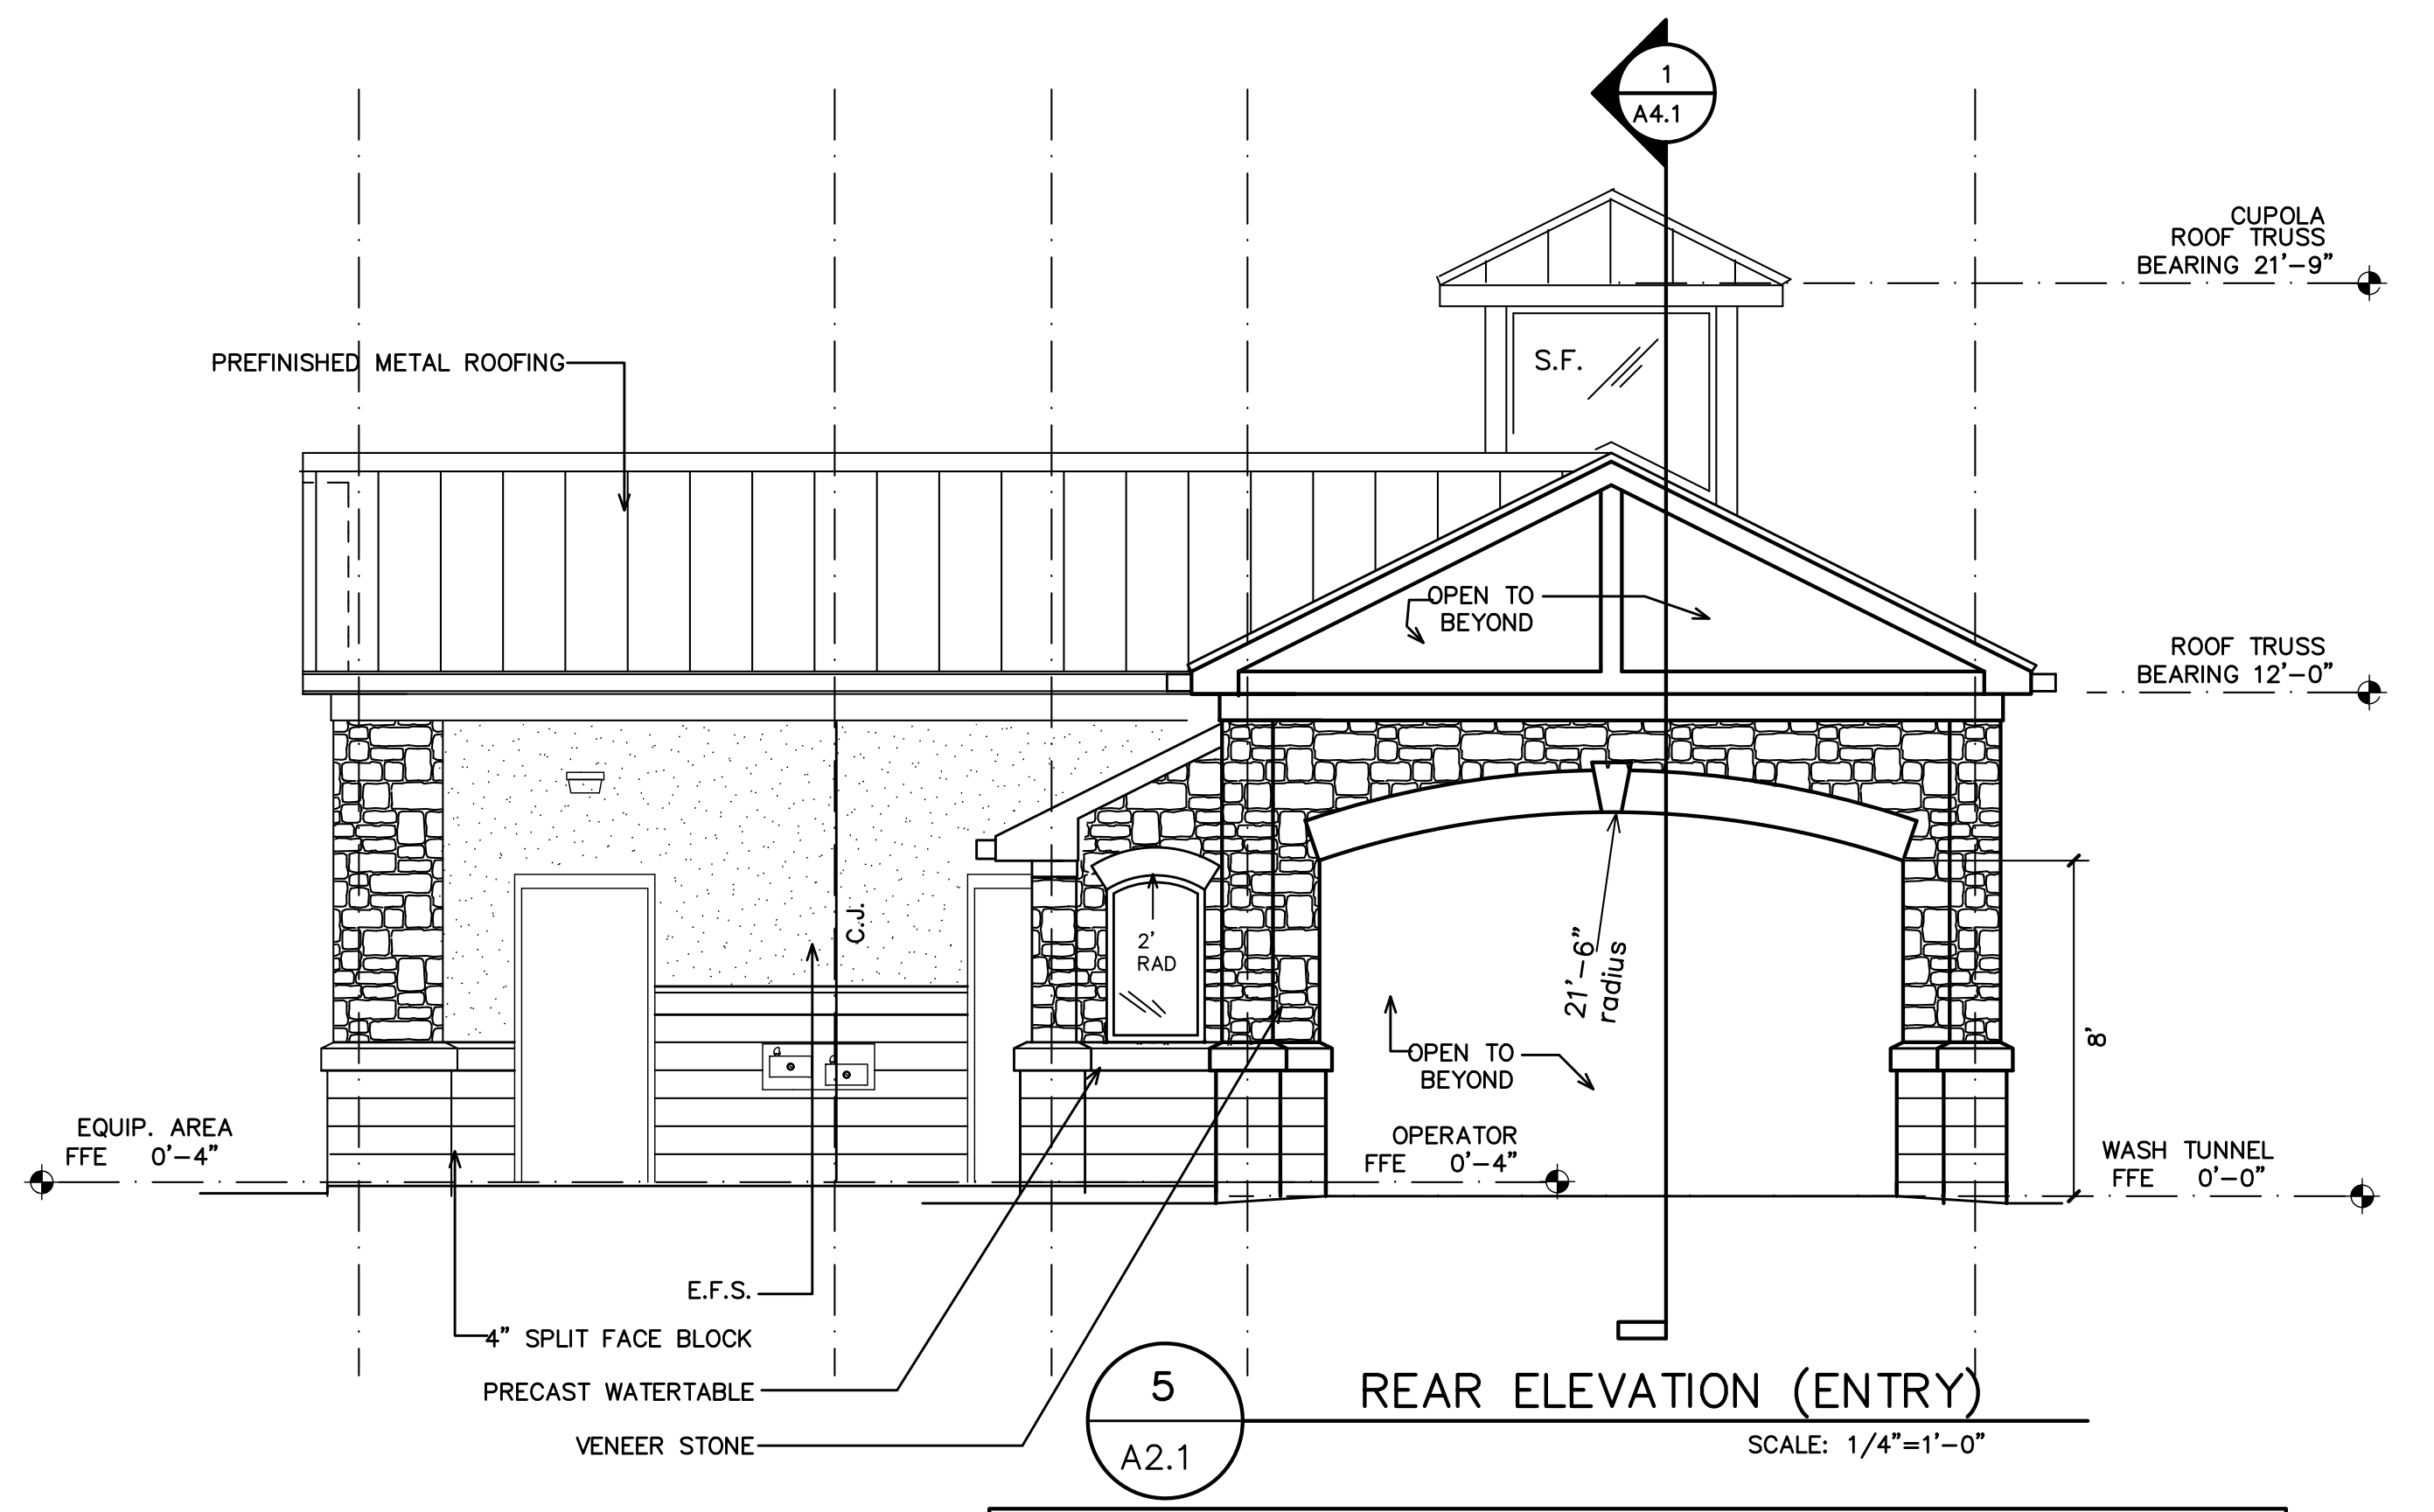 1
A4.1
CUPOLA
ROOF TRUSS
BEARING 21'-9"
PREFINISHED METAL ROOFING
S.F.
OPEN TO
BEYOND
ROOF TRUSS
BEARING 12'-0"
C.J.
2'
RAD
21'-6"
radius
8'
OPEN TO
BEYOND
EQUIP. AREA
FFE 0'-4"
OPERATOR
FFE 0'-4"
WASH TUNNEL
FFE 0'-0"
E.F.S.
4" SPLIT FACE BLOCK
PRECAST WATERTABLE
VENEER STONE
5
A2.1
REAR ELEVATION (ENTRY)
SCALE: 1/4"=1'-0"